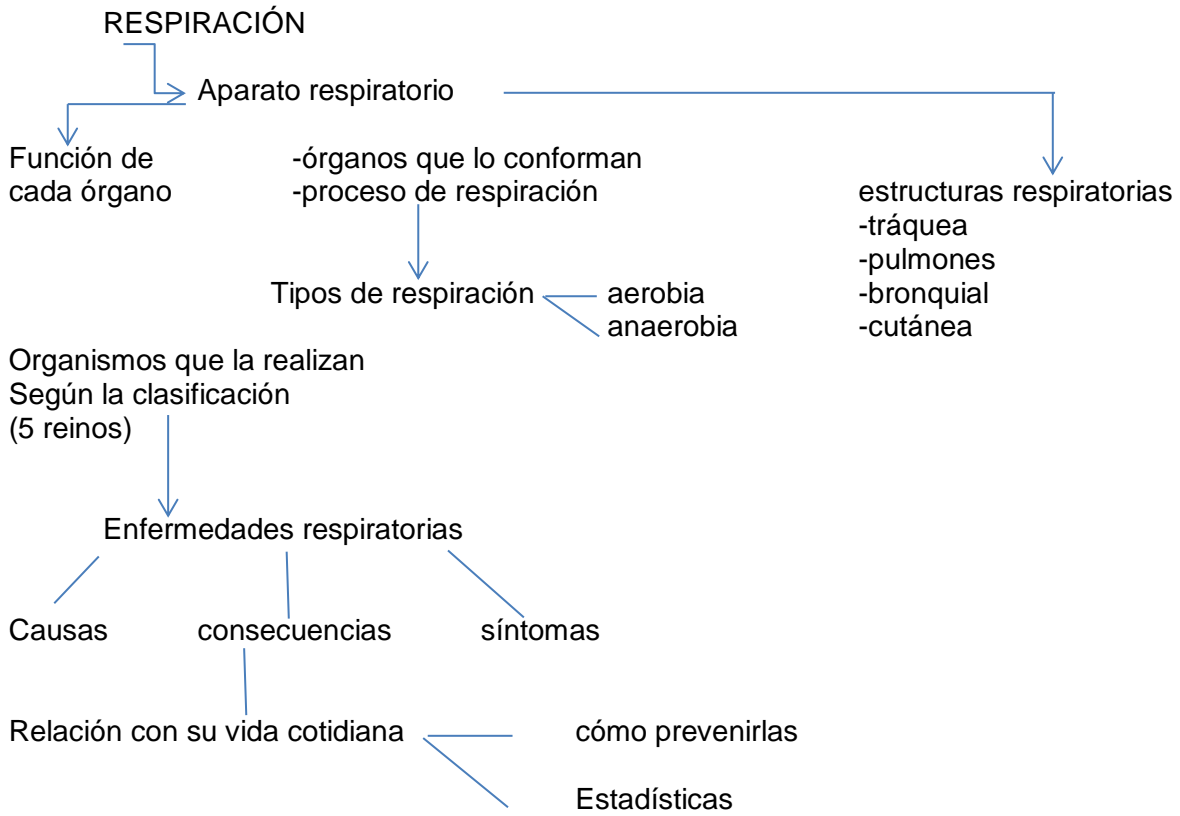 RESPIRACIÓN
Aparato respiratorio
Función de
cada órgano
-órganos que lo conforman
-proceso de respiración
estructuras respiratorias
-tráquea
-pulmones
-bronquial
-cutánea
Tipos de respiración
aerobia
anaerobia
Organismos que la realizan
Según la clasificación
(5 reinos)
Enfermedades respiratorias
Causas
consecuencias
síntomas
Relación con su vida cotidiana
cómo prevenirlas
Estadísticas